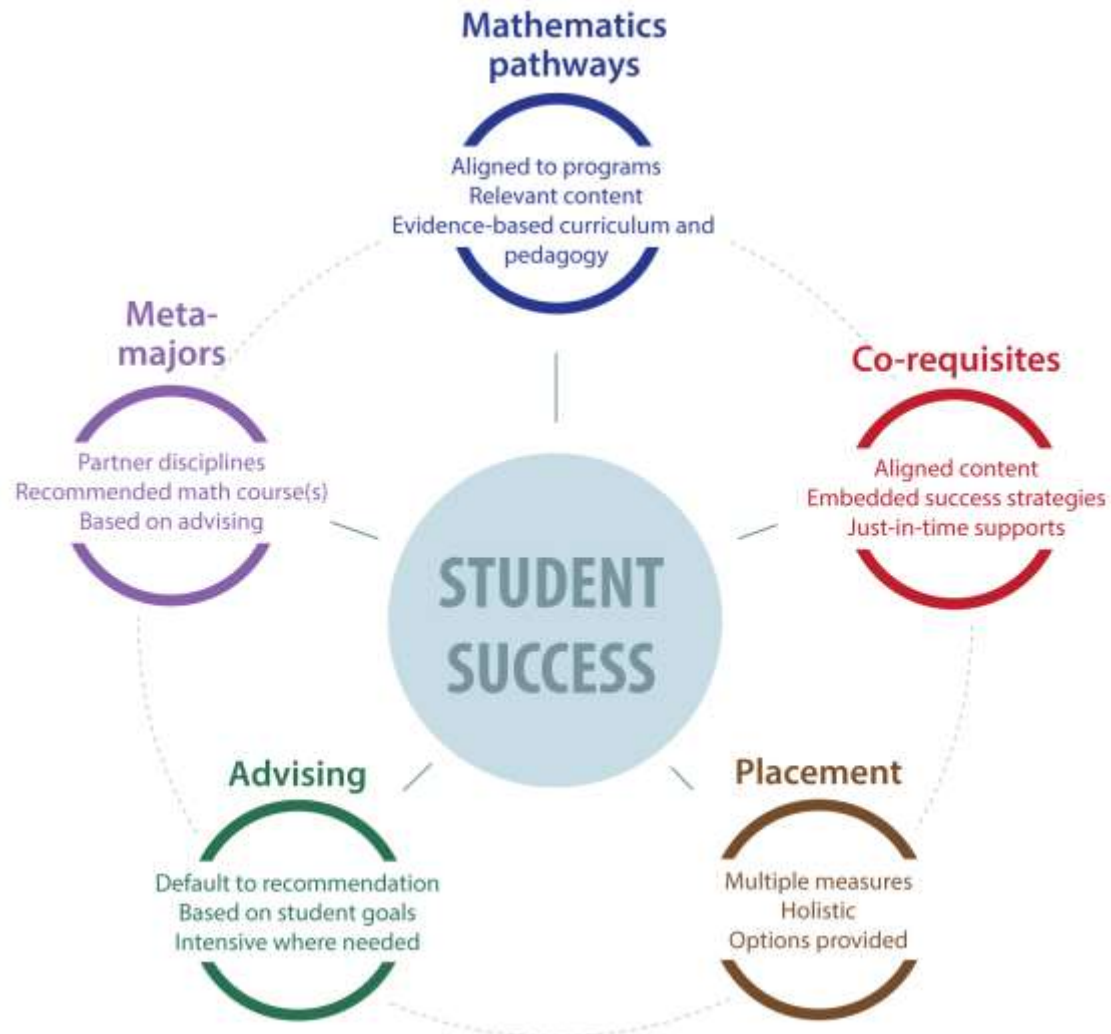 Mathematics
pathways
Aligned to programs
Relevant content
Evidence-based curriculum and
pedagogy
Meta-
majors
Partner disciplines
Recommended math course(s)
Based on advising
Co-requisites
Aligned content
Embedded success strategies
Just-in-time supports
STUDENT
SUCCESS
Advising
Default to recommendation
Based on student goals
Intensive where needed
Placement
Multiple measures
Holistic
Options provided